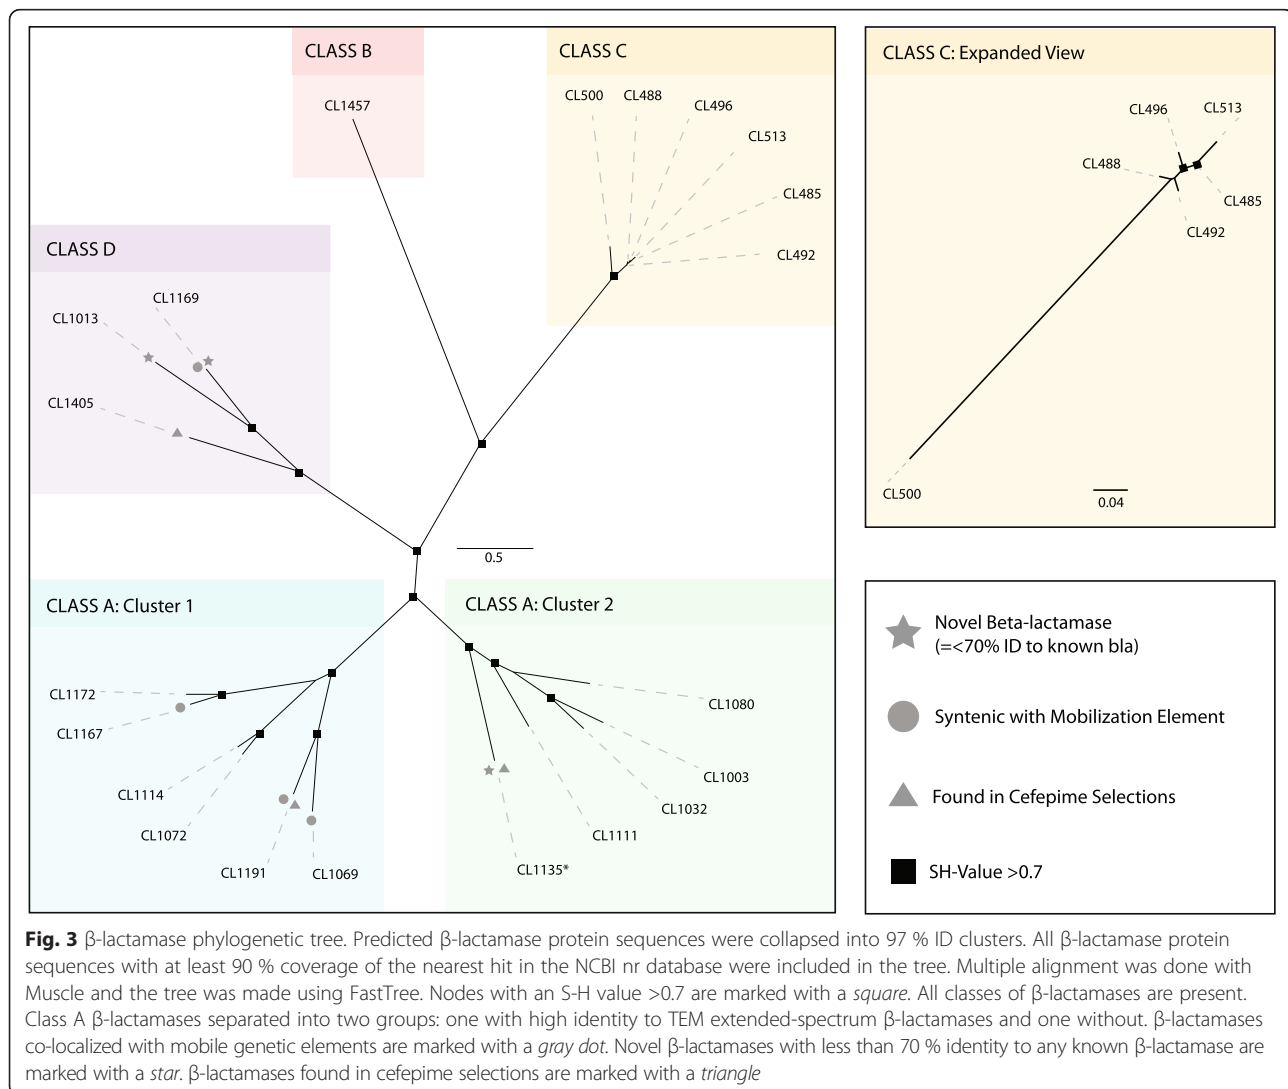 CLASS B
CLASS C
CL1457
CL500
CL488
CL496
CL513
CL485
CL492
CLASS D
CL1169
CL1013
CL1405
0.5
CLASS A: Cluster 1
CL1172
CL1167
CL1114
CL1072
CL1191
CL1069
CLASS A: Cluster 2
CL1080
CL1003
CL1032
CL1111
CL1135*
CLASS C: Expanded View
CL496
CL513
CL488
CL485
CL492
CL500
0.04
Novel Beta-lactamase
(=<70% ID to known bla)
Syntenic with Mobilization Element
Found in Cefepime Selections
SH-Value >0.7
Fig. 3 β-lactamase phylogenetic tree. Predicted β-lactamase protein sequences were collapsed into 97 % ID clusters. All β-lactamase protein
sequences with at least 90 % coverage of the nearest hit in the NCBI nr database were included in the tree. Multiple alignment was done with
Muscle and the tree was made using FastTree. Nodes with an S-H value >0.7 are marked with a square. All classes of β-lactamases are present.
Class A β-lactamases separated into two groups: one with high identity to TEM extended-spectrum β-lactamases and one without. β-lactamases
co-localized with mobile genetic elements are marked with a gray dot. Novel β-lactamases with less than 70 % identity to any known β-lactamase are
marked with a star. β-lactamases found in cefepime selections are marked with a triangle